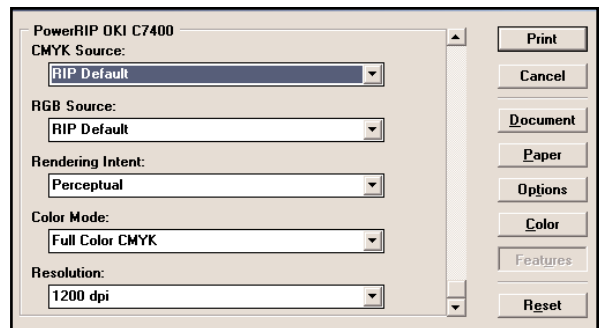 PowerRIP OKI C7400
CMYK Source:
RIP Default
RGB Source:
RIP Default
Rendering Intent:
Perceptual
Color Mode:
Full Color CMYK
Resolution:
1200 dpi
Print
Cancel
Document
Paper
Options
Color
Features
Reset